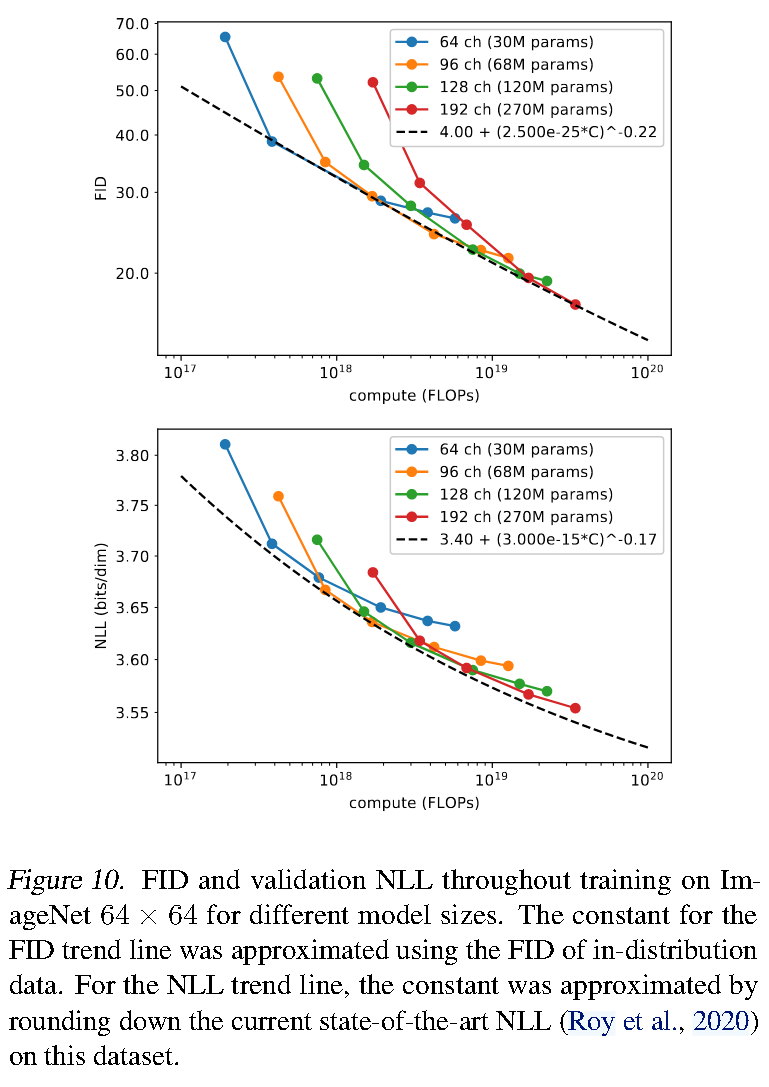 70.0
60.0
50.0
40.0
30.0
20.0
FID
64 ch (30M params)
96 ch (68M params)
128 ch (120M params)
192 ch (270M params)
4.00 + (2.500e-25*C)^-0.22
10^17 10^18 10^19 10^20
compute (FLOPs)
3.80
3.75
3.70
3.65
3.60
3.55
NLL (bits/dim)
64 ch (30M params)
96 ch (68M params)
128 ch (120M params)
192 ch (270M params)
3.40 + (3.000e-15*C)^-0.17
10^17 10^18 10^19 10^20
compute (FLOPs)
Figure 10. FID and validation NLL throughout training on Im-
ageNet 64 × 64 for different model sizes. The constant for the
FID trend line was approximated using the FID of in-distribution
data. For the NLL trend line, the constant was approximated by
rounding down the current state-of-the-art NLL (Roy et al., 2020)
on this dataset.